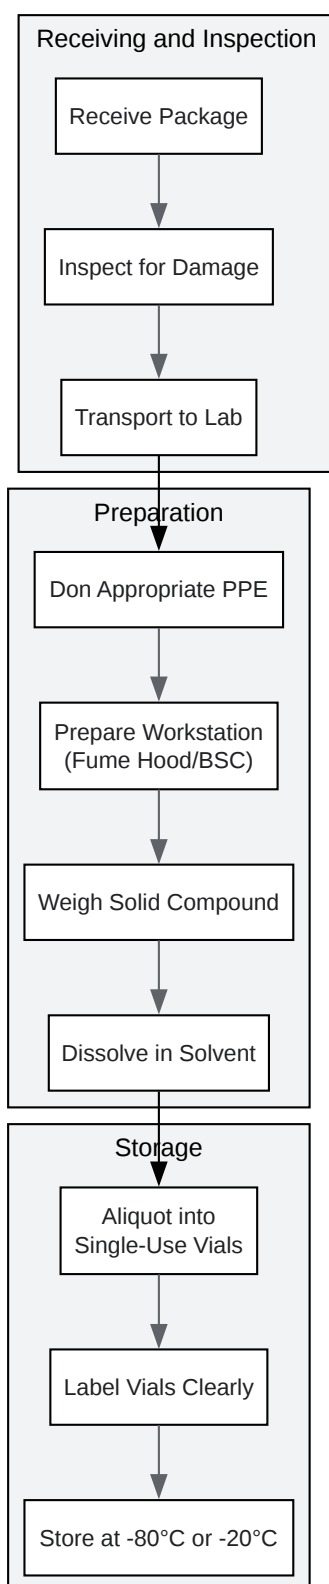 Receiving and Inspection
Receive Package
Inspect for Damage
Transport to Lab
Preparation
Don Appropriate PPE
Prepare Workstation
(Fume Hood/BSC)
Weigh Solid Compound
Dissolve in Solvent
Storage
Aliquot into
Single-Use Vials
Label Vials Clearly
Store at -80°C or -20°C